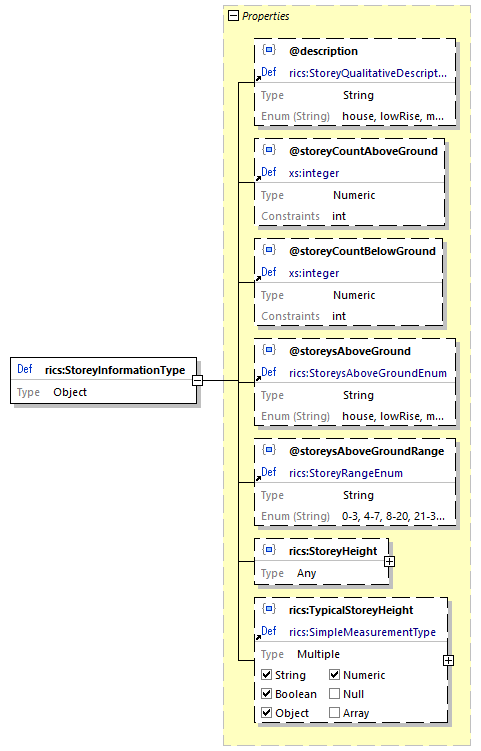 Properties
@description
Def rics:StoreyQualitativeDescript...
Type String
Enum (String) house, lowRise, m...
@storeyCountAboveGround
Def xs:integer
Type Numeric
Constraints int
@storeyCountBelowGround
Def xs:integer
Type Numeric
Constraints int
Def rics:StoreyInformationType
Type Object
@storeysAboveGround
Def rics:StoreysAboveGroundEnum
Type String
Enum (String) house, lowRise, m...
@storeysAboveGroundRange
Def rics:StoreyRangeEnum
Type String
Enum (String) 0-3, 4-7, 8-20, 21-3...
rics:StoreyHeight
Type Any
rics:TypicalStoreyHeight
Def rics:SimpleMeasurementType
Type Multiple
String Numeric
Boolean Null
Object Array